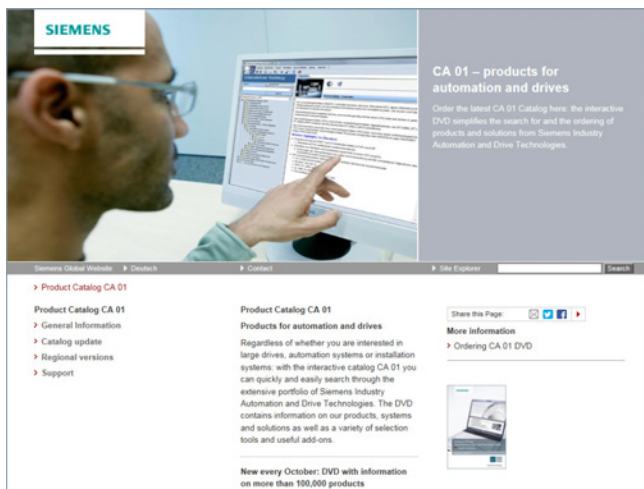 SIEMENS
CA 01 – products for
automation and drives
Order the latest CA 01 Catalog here: the interactive
DVD simplifies the search for and the ordering of
products and solutions from Siemens Industry
Automation and Drive Technologies.
Siemens Global Website Deutsch Contact Site Explorer Search
Product Catalog CA 01
Product Catalog CA 01
General Information
Catalog update
Regional versions
Support
Product Catalog CA 01
Products for automation and drives
Regardless of whether you are interested in
large drives, automation systems or installation
systems: with the interactive catalog CA 01 you
can quickly and easily search through the
extensive portfolio of Siemens Industry
Automation and Drive Technologies. The DVD
contains information on our products, systems
and solutions as well as a variety of selection
tools and useful add-ons.
New every October: DVD with information
on more than 100,000 products
Share this Page:
More information
Ordering CA 01 DVD